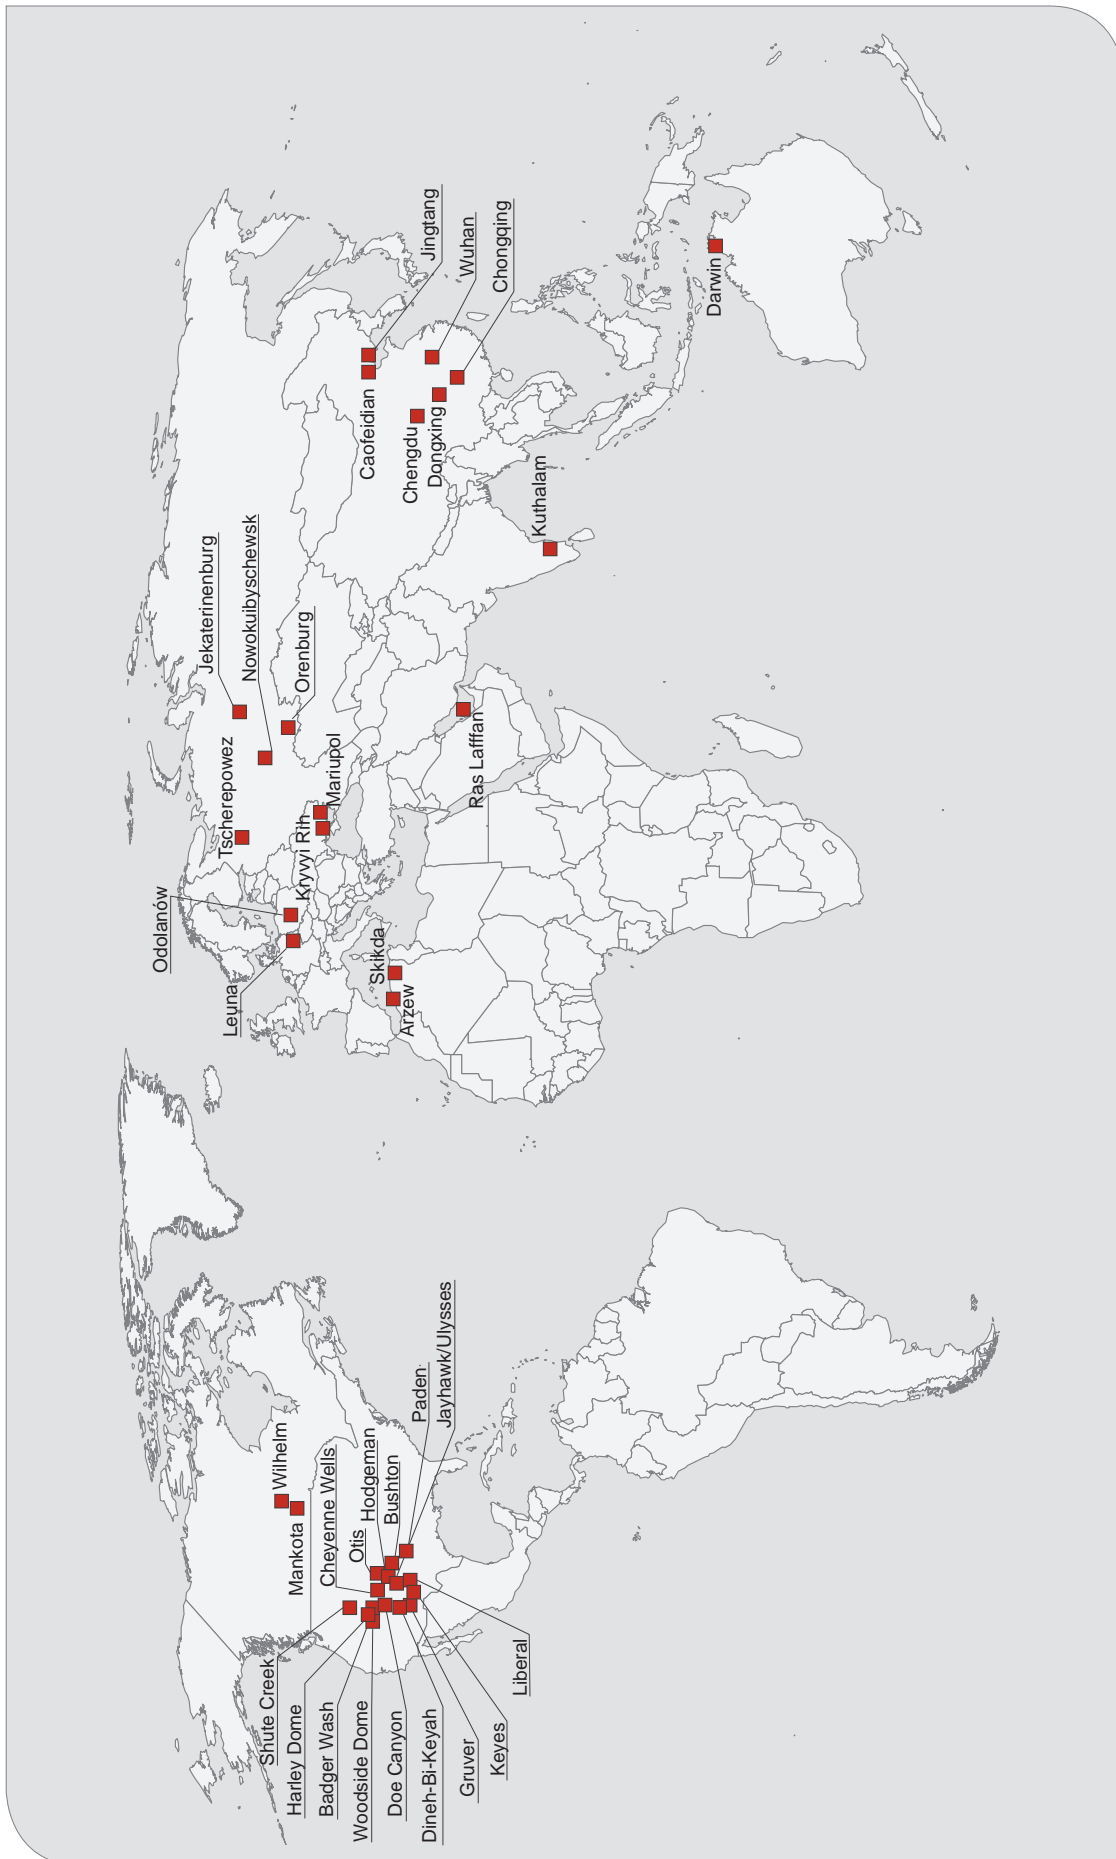 Shute Creek
Harley Dome
Badger Wash
Woodside Dome
Doe Canyon
Dineh-Bi-Keyah
Gruver
Keyes
Liberal
Mankota
Wilhelm
Cheyenne Wells
Otis
Hodgeman
Bushton
Paden
Jayhawk/Ulysses
Leuna
Odolanów
Arzew
Skikda
Tscherepowez
Kryvyi Rih
Mariupol
Jekaterinenburg
Nowokuibyschewsk
Orenburg
Ras Lafffan
Kuthalam
Caofeidian
Chengdu
Dongxing
Jingtang
Wuhan
Chongqing
Darwin